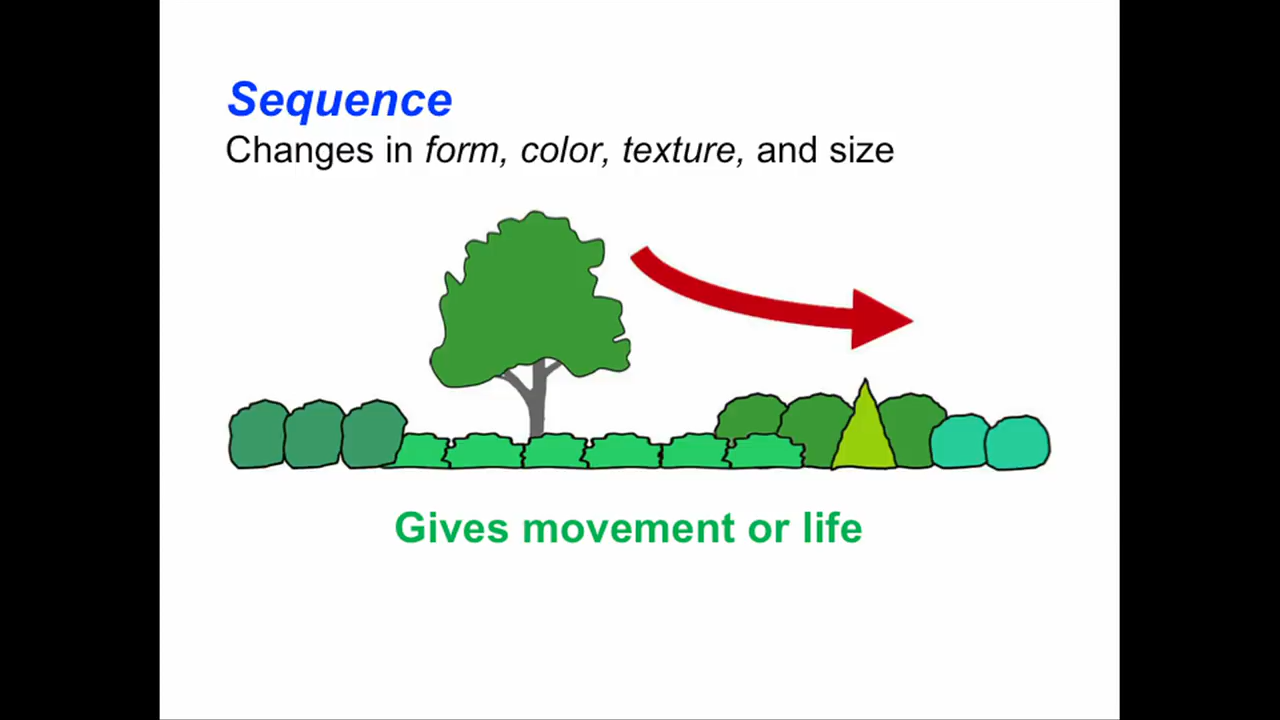 Sequence
Changes in form, color, texture, and size
Gives movement or life